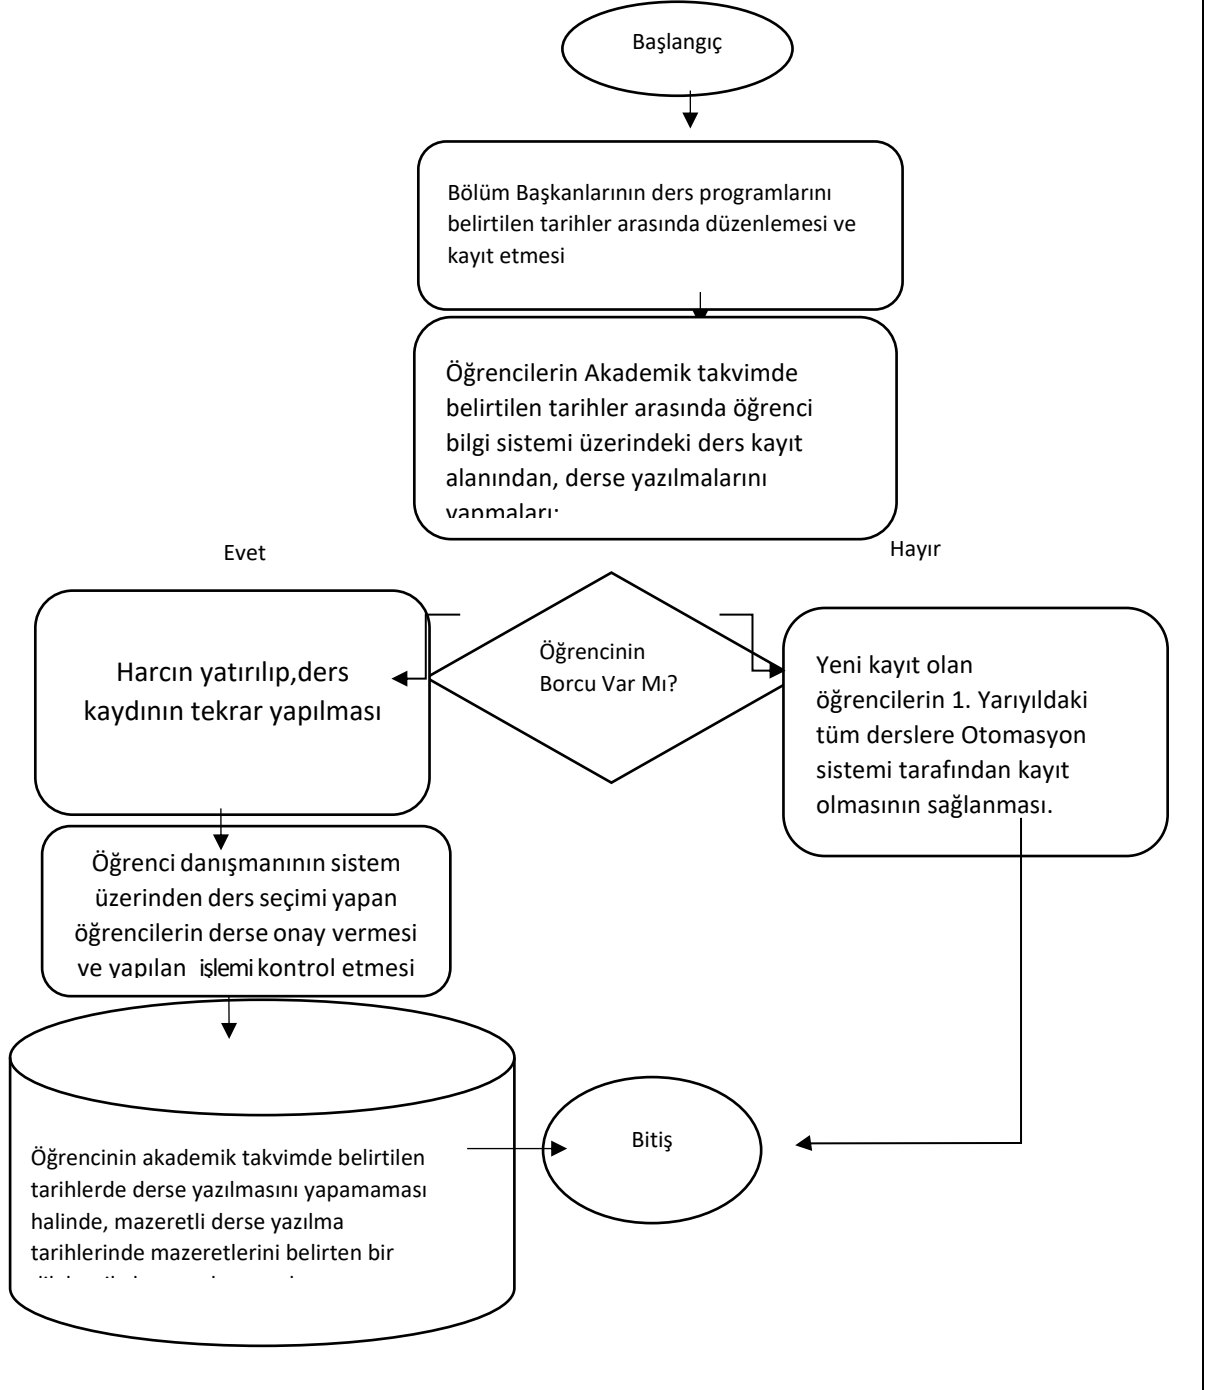 Başlangıç
Bölüm Başkanlarının ders programlarını
belirtilen tarihler arasında düzenlemesi ve
kayıt etmesi
Öğrencilerin Akademik takvimde
belirtilen tarihler arasında öğrenci
bilgi sistemi üzerindeki ders kayıt
alanından, derse yazılmalarını
yapmaları;
Evet
Hayır
Öğrencinin
Borcu Var Mı?
Harcın yatırılıp,ders
kaydının tekrar yapılması
Yeni kayıt olan
öğrencilerin 1. Yarıyıldaki
tüm derslere Otomasyon
sistemi tarafından kayıt
olmasının sağlanması.
Öğrenci danışmanının sistem
üzerinden ders seçimi yapan
öğrencilerin derse onay vermesi
ve yapılan işlemi kontrol etmesi
Öğrencinin akademik takvimde belirtilen
tarihlerde derse yazılmasını yapamaması
halinde, mazeretli derse yazılma
tarihlerinde mazeretlerini belirten bir
Bitiş